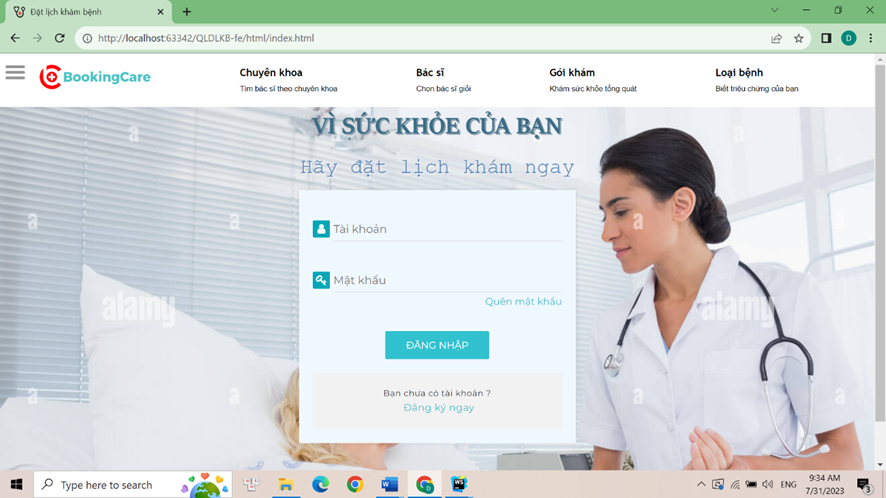 Đặt lịch khám bệnh
http://localhost:63342/QLDLKB-fe/html/index.html
D
BookingCare
Chuyên khoa
Tìm bác sĩ theo chuyên khoa
Bác sĩ
Chọn bác sĩ giỏi
Gói khám
Khám sức khỏe tổng quát
Loại bệnh
Biết triệu chứng của bạn
VÌ SỨC KHỎE CỦA BẠN
Hãy đặt lịch khám ngay
Tài khoản
Mật khẩu
Quên mật khẩu
ĐĂNG NHẬP
Bạn chưa có tài khoản ?
Đăng ký ngay
a
a
a
a
alamy
alamy
a
a
a
a
Type here to search
W
WS
ENG
9:34 AM
7/31/2023
3